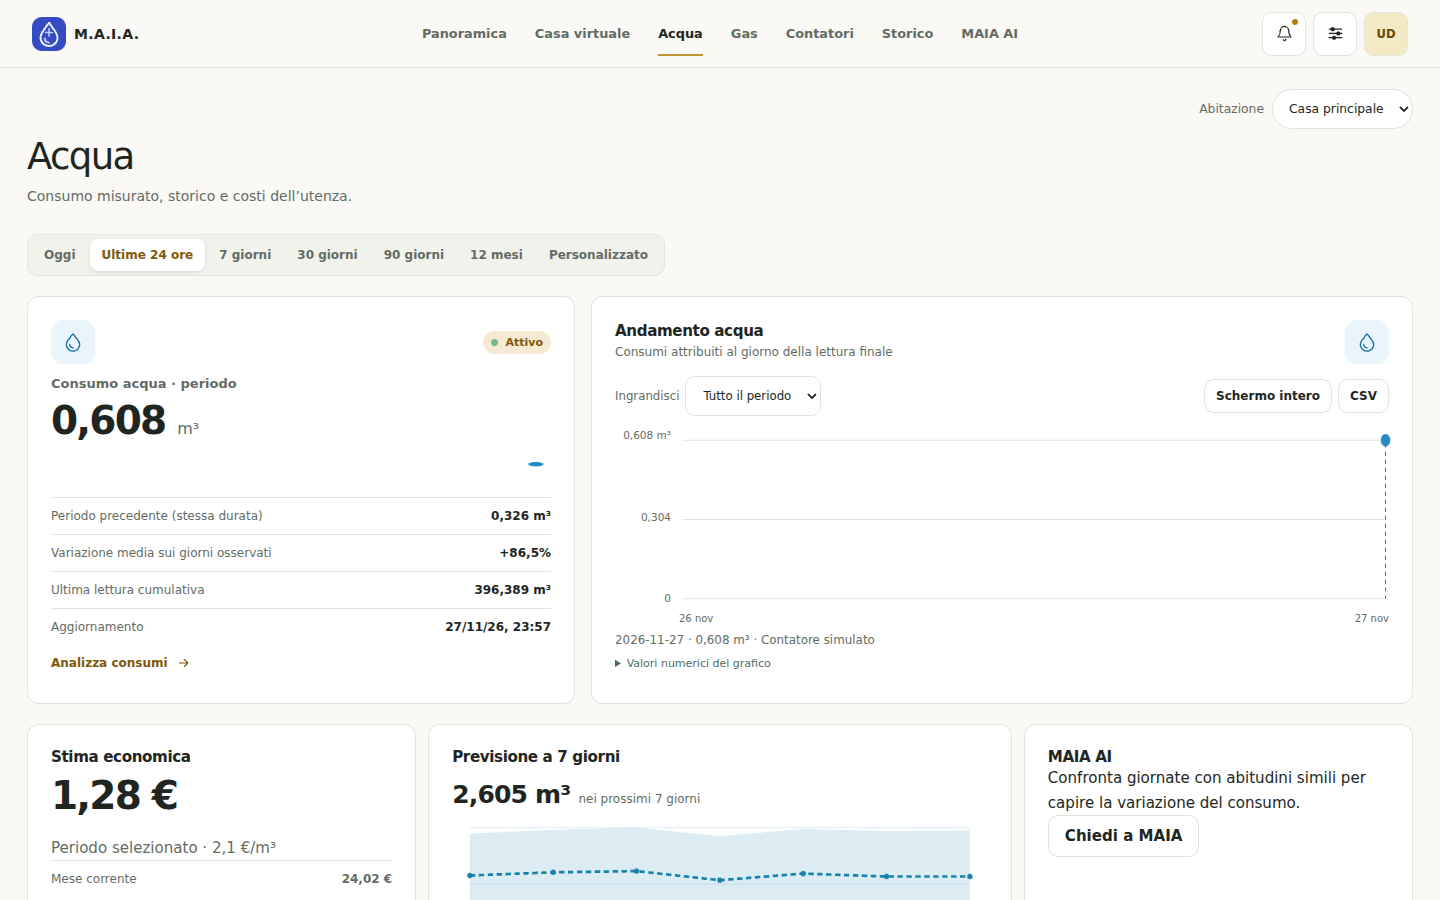 M.A.I.A.
Panoramica
Casa virtuale
Acqua
Gas
Contatori
Storico
MAIA AI
UD
Abitazione
Casa principale
Acqua
Consumo misurato, storico e costi dell’utenza.
Oggi
Ultime 24 ore
7 giorni
30 giorni
90 giorni
12 mesi
Personalizzato
Attivo
Consumo acqua · periodo
0,608 m³
Periodo precedente (stessa durata) 0,326 m³
Variazione media sui giorni osservati +86,5%
Ultima lettura cumulativa 396,389 m³
Aggiornamento 27/11/26, 23:57
Analizza consumi
Andamento acqua
Consumi attribuiti al giorno della lettura finale
Ingrandisci
Tutto il periodo
Schermo intero
CSV
0,608 m³
0,304
0
26 nov
27 nov
2026-11-27 · 0,608 m³ · Contatore simulato
Valori numerici del grafico
Stima economica
1,28 €
Periodo selezionato · 2,1 €/m³
Mese corrente 24,02 €
Previsione a 7 giorni
2,605 m³ nei prossimi 7 giorni
MAIA AI
Confronta giornate con abitudini simili per
capire la variazione del consumo.
Chiedi a MAIA